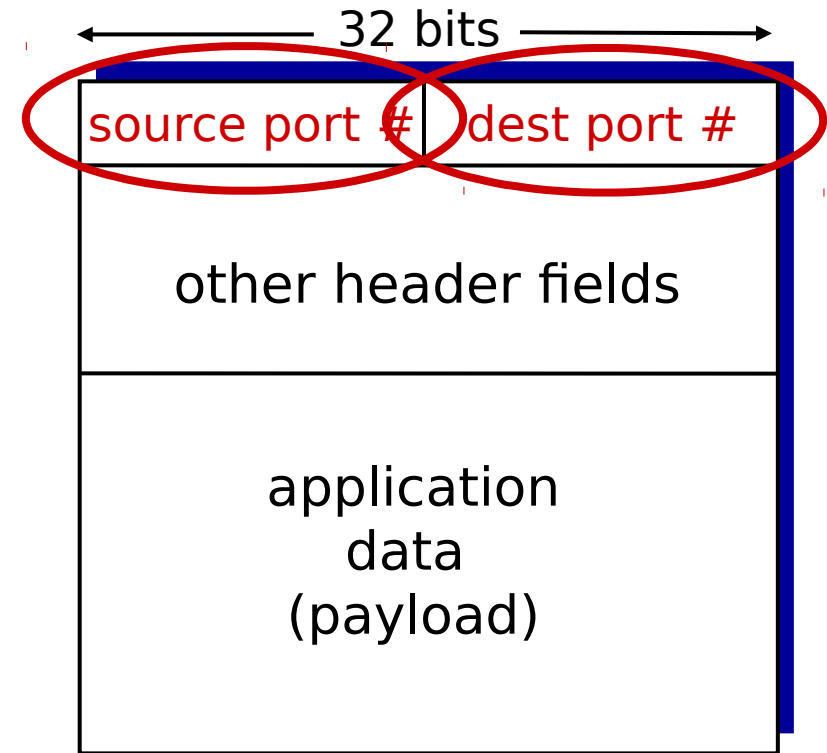 32 bits
source port # dest port #
other header fields
application
data
(payload)